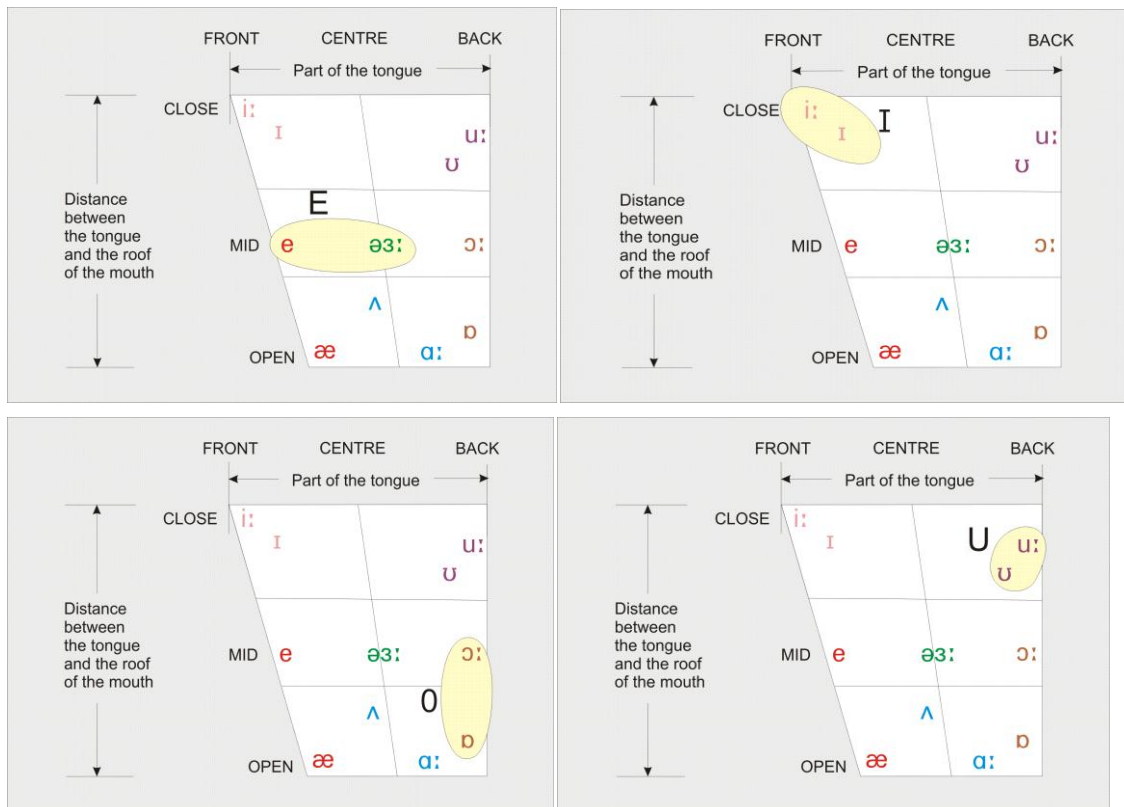 FRONT CENTRE BACK
Part of the tongue
CLOSE iː
ɪ
uː
ʊ
Distance
between
the tongue
and the roof
of the mouth
E
MID e əɜː ɔː
ʌ
ɒ
OPEN æ ɑː
FRONT CENTRE BACK
Part of the tongue
CLOSE iː
ɪ I
uː
ʊ
Distance
between
the tongue
and the roof
of the mouth
MID e əɜː ɔː
ʌ
ɒ
OPEN æ ɑː
FRONT CENTRE BACK
Part of the tongue
CLOSE iː
ɪ
uː
ʊ
Distance
between
the tongue
and the roof
of the mouth
MID e əɜː ɔː
O
ʌ
ɒ
OPEN æ ɑː
FRONT CENTRE BACK
Part of the tongue
CLOSE iː
ɪ
U uː
ʊ
Distance
between
the tongue
and the roof
of the mouth
MID e əɜː ɔː
ʌ
ɒ
OPEN æ ɑː